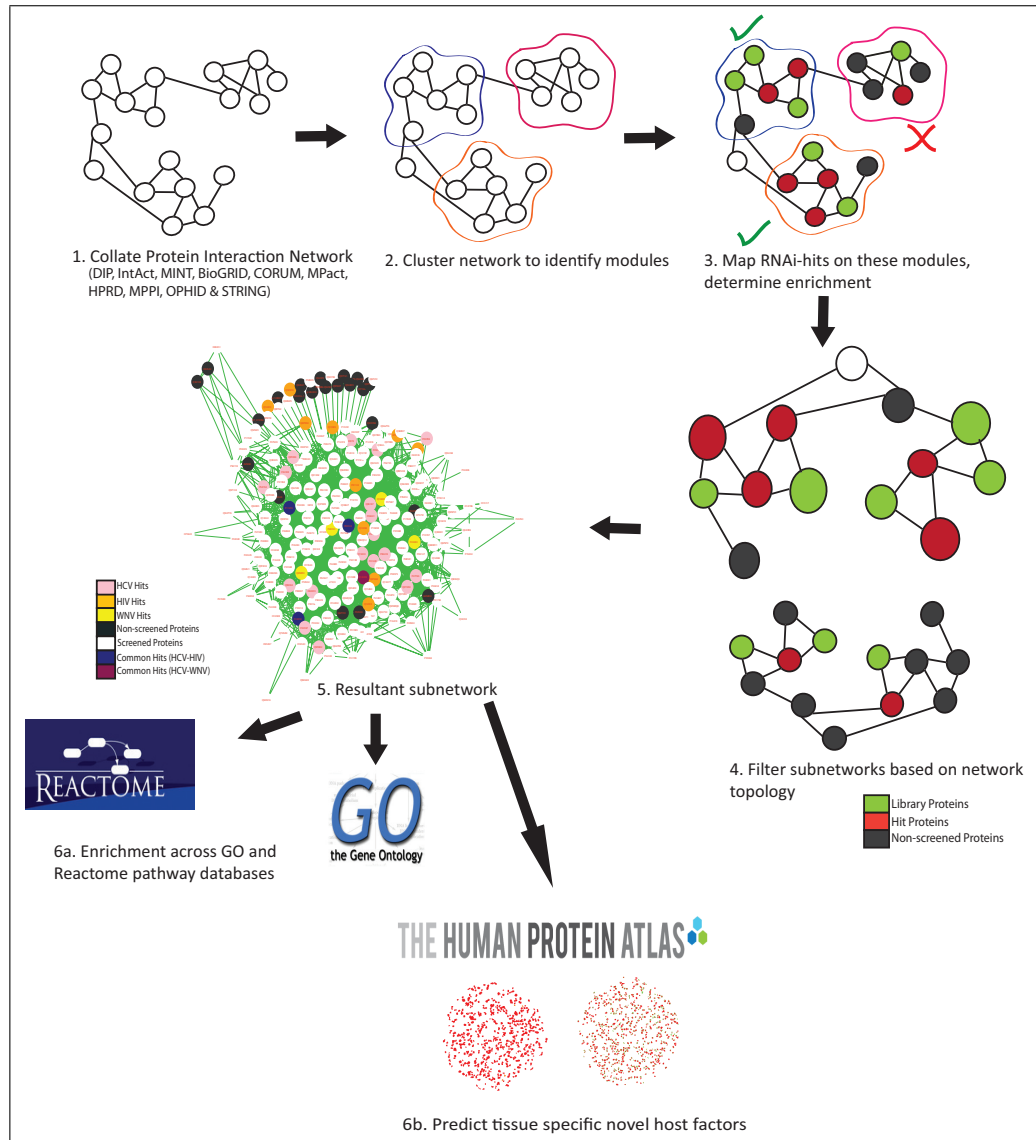 1. Collate Protein Interaction Network
(DIP, IntAct, MINT, BioGRID, CORUM, MPact,
HPRD, MPPI, OPHID & STRING)
2. Cluster network to identify modules
3. Map RNAi-hits on these modules,
determine enrichment
HCV Hits
HIV Hits
WNV Hits
Non-screened Proteins
Screened Proteins
Common Hits (HCV-HIV)
Common Hits (HCV-WNV)
5. Resultant subnetwork
4. Filter subnetworks based on network
topology
Library Proteins
Hit Proteins
Non-screened Proteins
REACTOME
GO
the Gene Ontology
6a. Enrichment across GO and
Reactome pathway databases
THE HUMAN PROTEIN ATLAS
6b. Predict tissue specific novel host factors